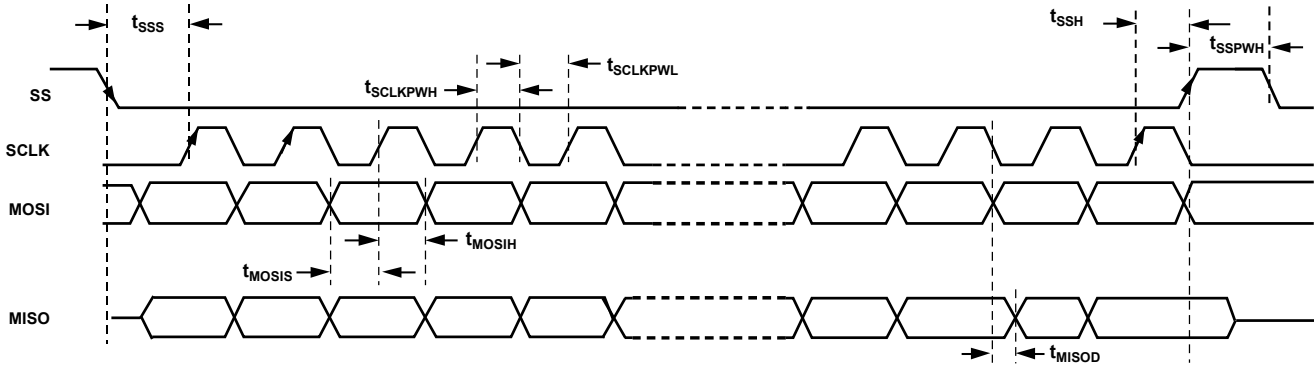 tSSS
tSSH
tSSPWH
tSCLKPWL
tSCLKPWH
SS
SCLK
MOSI
tMOSIH
tMOSIS
MISO
tMISOD